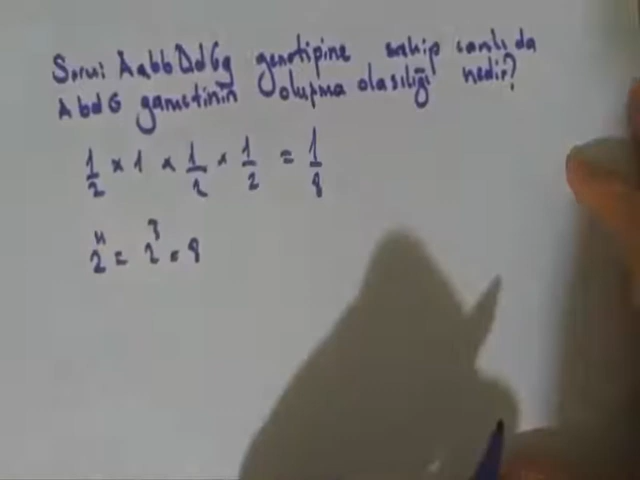 Soru: AabbDdGg genotipine sahip canlıda
AbdG gametinin oluşma olasılığı nedir?
1/2 x 1 x 1/2 x 1/2 = 1/8
2^n = 2^3 = 8